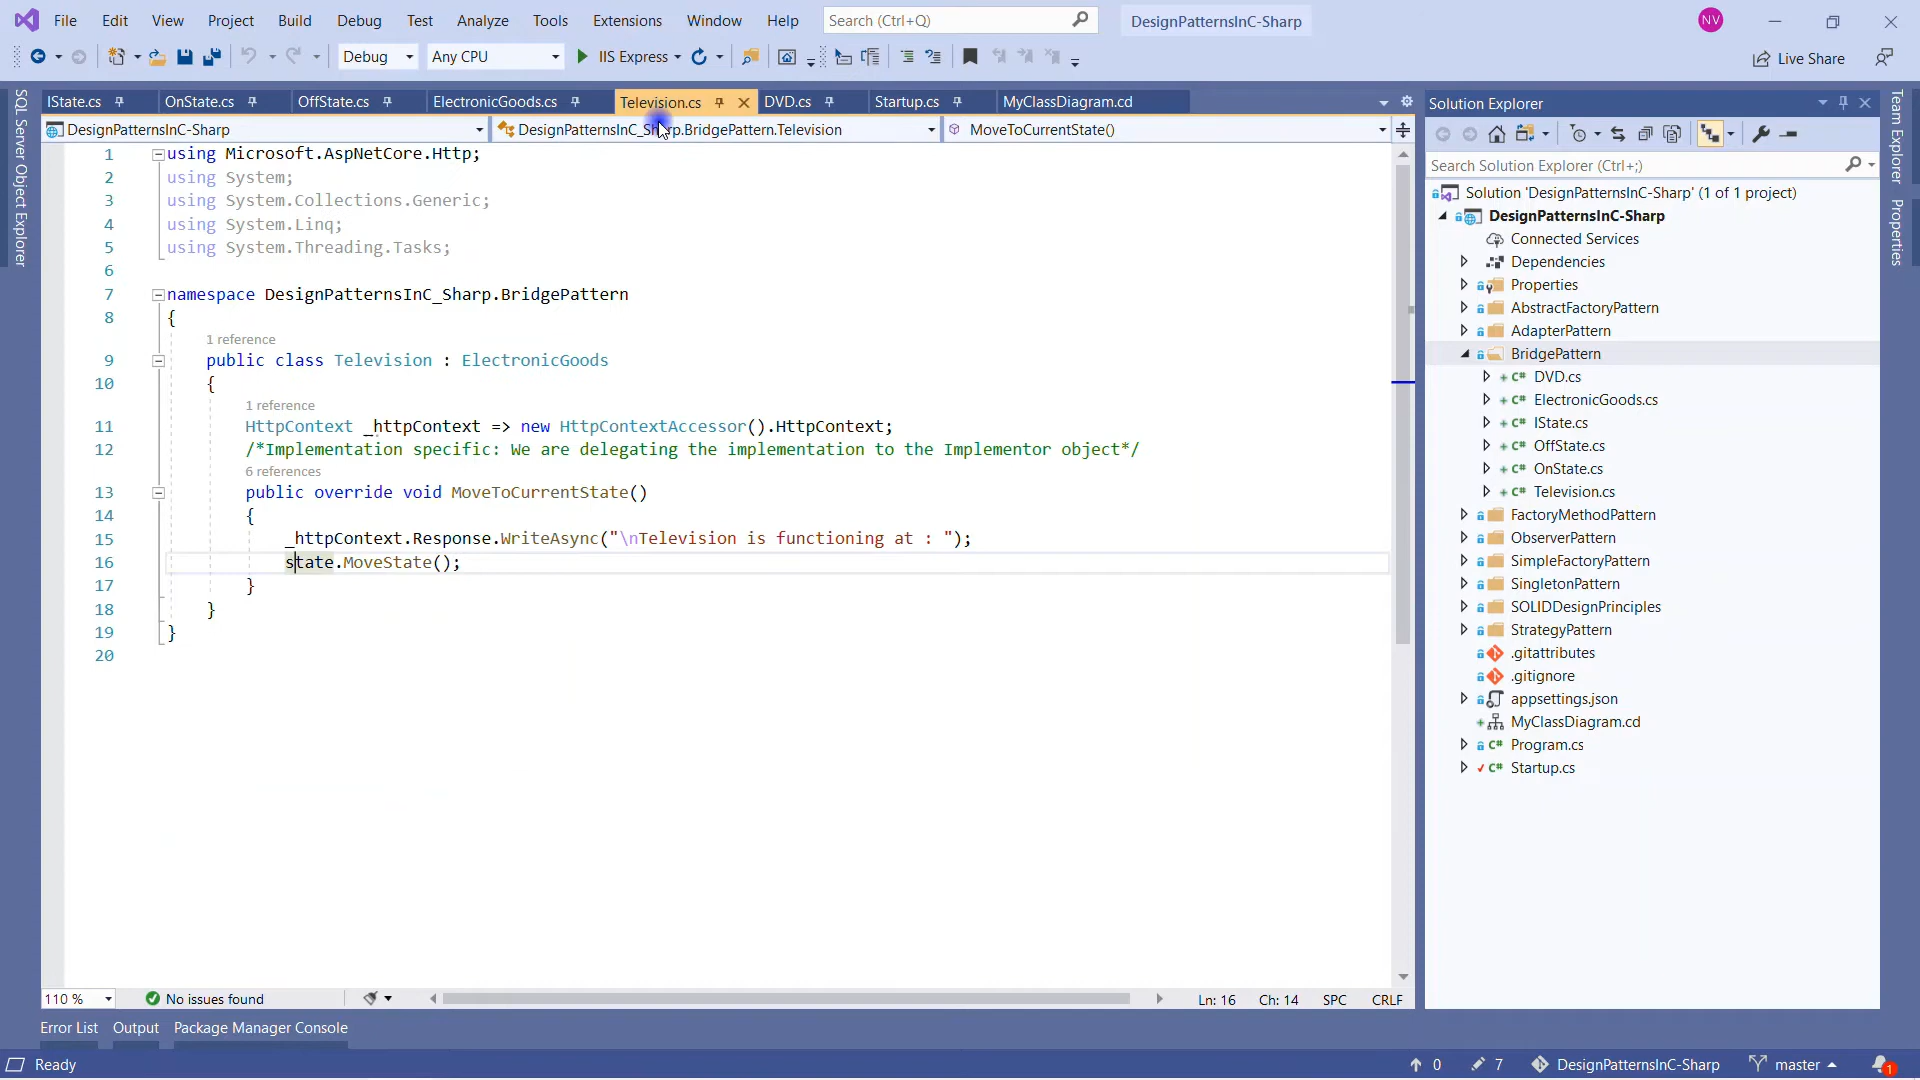 File Edit View Project Build Debug Test Analyze Tools Extensions Window Help Search (Ctrl+Q) DesignPatternsInC-Sharp NV
Debug Any CPU IIS Express Live Share
IState.cs OnState.cs OffState.cs ElectronicGoods.cs Television.cs DVD.cs Startup.cs MyClassDiagram.cd
DesignPatternsInC-Sharp DesignPatternsInC_Sharp.BridgePattern.Television MoveToCurrentState()
1 using Microsoft.AspNetCore.Http;
2 using System;
3 using System.Collections.Generic;
4 using System.Linq;
5 using System.Threading.Tasks;
6
7 namespace DesignPatternsInC_Sharp.BridgePattern
8 {
1 reference
9 public class Television : ElectronicGoods
10 {
1 reference
11 HttpContext _httpContext => new HttpContextAccessor().HttpContext;
12 /*Implementation specific: We are delegating the implementation to the Implementor object*/
6 references
13 public override void MoveToCurrentState()
14 {
15 _httpContext.Response.WriteAsync("\nTelevision is functioning at : ");
16 state.MoveState();
17 }
18 }
19 }
20
110 % No issues found Ln: 16 Ch: 14 SPC CRLF
SQL Server Object Explorer
Solution Explorer
Search Solution Explorer (Ctrl+;)
Solution 'DesignPatternsInC-Sharp' (1 of 1 project)
DesignPatternsInC-Sharp
Connected Services
Dependencies
Properties
AbstractFactoryPattern
AdapterPattern
BridgePattern
C# DVD.cs
C# ElectronicGoods.cs
C# IState.cs
C# OffState.cs
C# OnState.cs
C# Television.cs
FactoryMethodPattern
ObserverPattern
SimpleFactoryPattern
SingletonPattern
SOLIDDesignPrinciples
StrategyPattern
.gitattributes
.gitignore
appsettings.json
MyClassDiagram.cd
C# Program.cs
C# Startup.cs
Team Explorer
Properties
Error List Output Package Manager Console
Ready 0 7 DesignPatternsInC-Sharp master 1